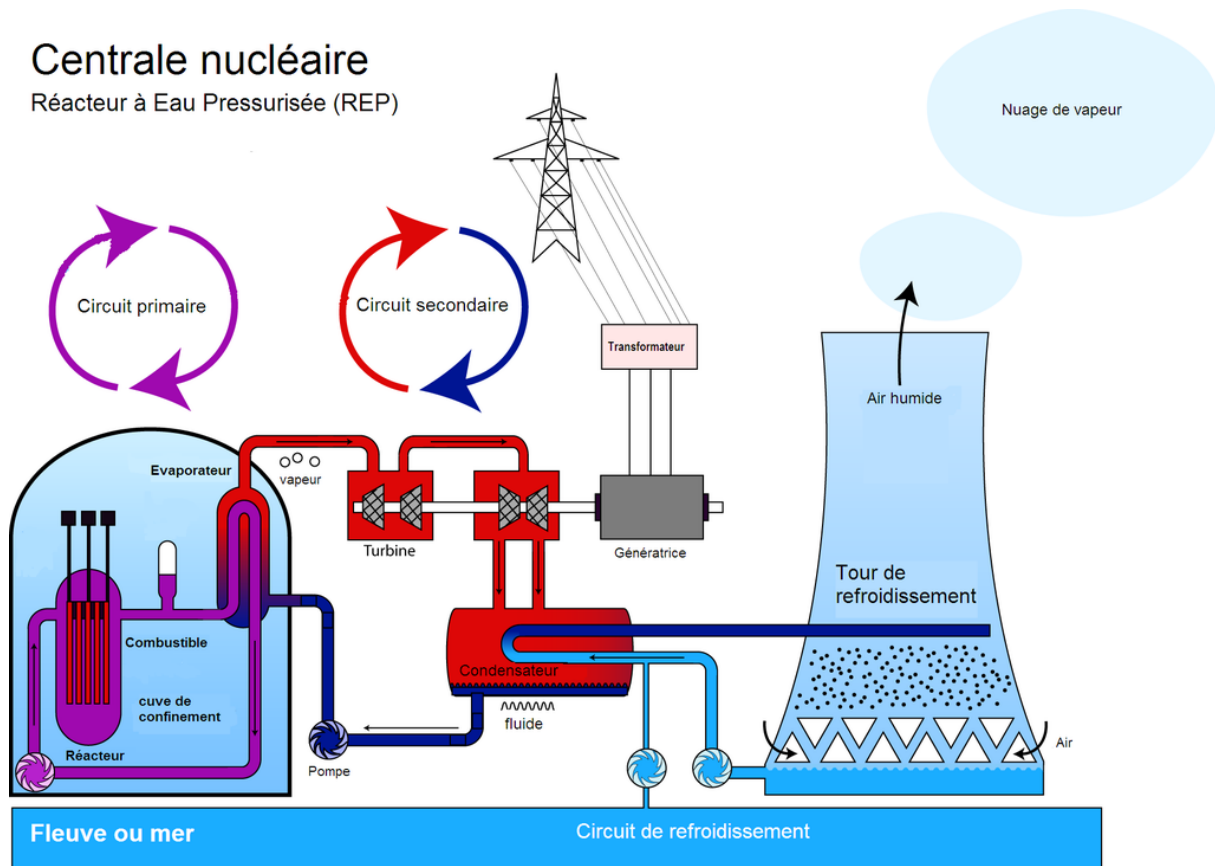 Centrale nucléaire
Réacteur à Eau Pressurisée (REP)
Nuage de vapeur
Circuit primaire
Circuit secondaire
Transformateur
Air humide
Evaporateur
vapeur
Turbine
Génératrice
Tour de
refroidissement
Combustible
Condensateur
cuve de
confinement
fluide
Réacteur
Pompe
Air
Fleuve ou mer
Circuit de refroidissement